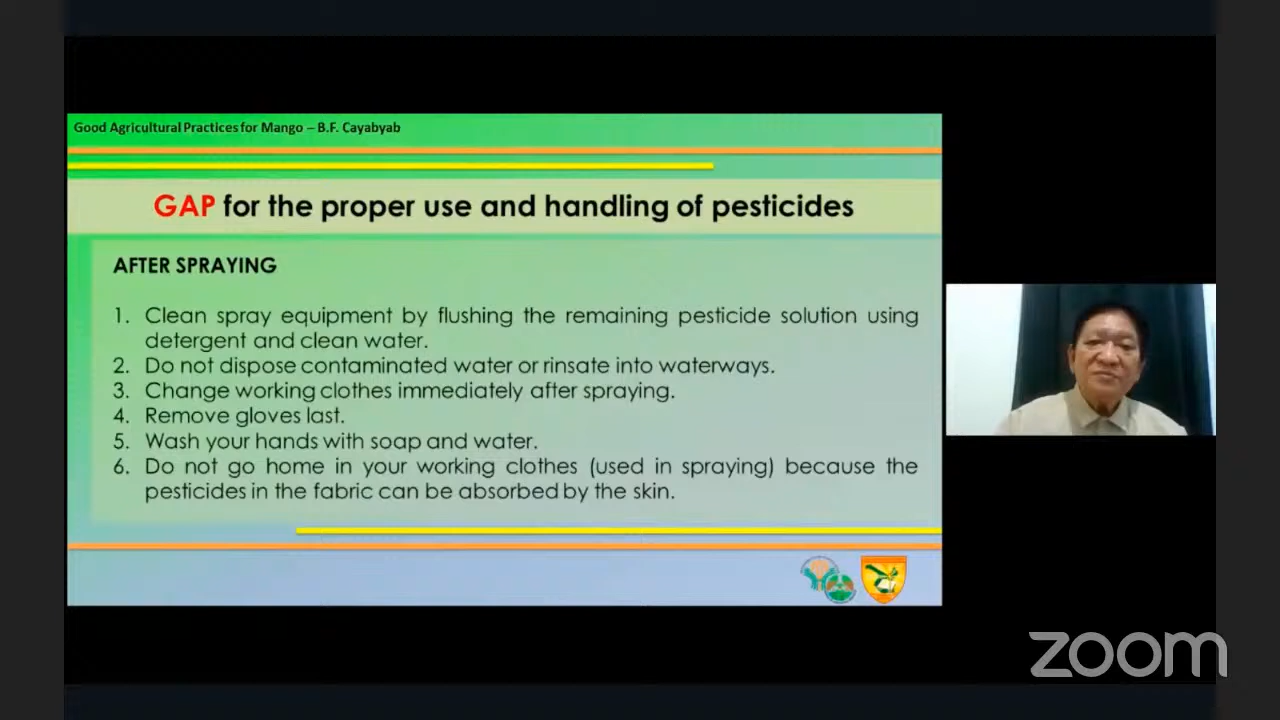 Good Agricultural Practices for Mango – B.F. Cayabyab
GAP for the proper use and handling of pesticides
AFTER SPRAYING
1. Clean spray equipment by flushing the remaining pesticide solution using
detergent and clean water.
2. Do not dispose contaminated water or rinsate into waterways.
3. Change working clothes immediately after spraying.
4. Remove gloves last.
5. Wash your hands with soap and water.
6. Do not go home in your working clothes (used in spraying) because the
pesticides in the fabric can be absorbed by the skin.
zoom